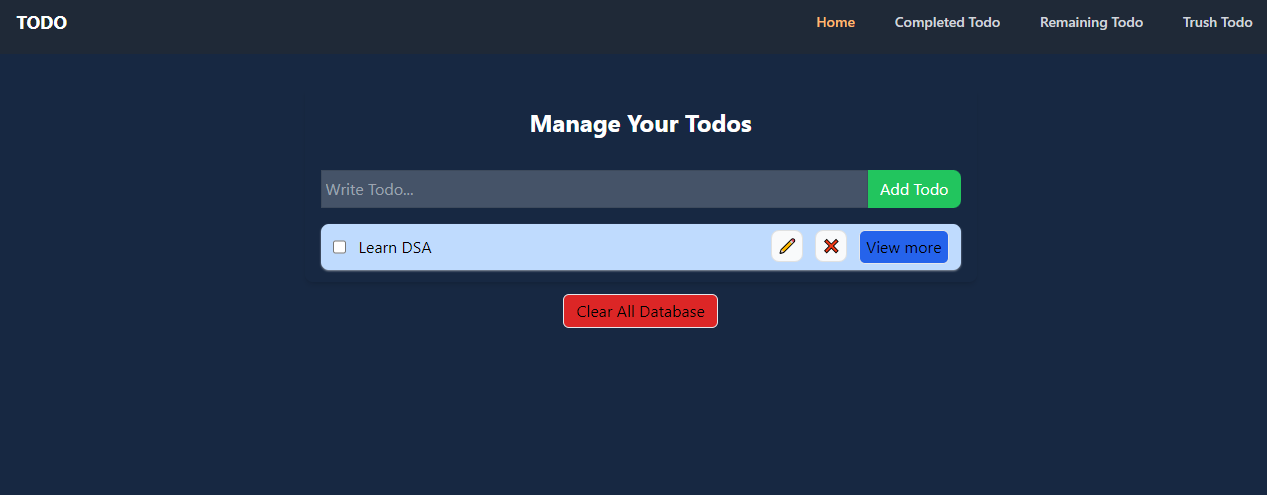 TODO Home Completed Todo Remaining Todo Trush Todo
Manage Your Todos
Write Todo... Add Todo
Learn DSA View more
Clear All Database